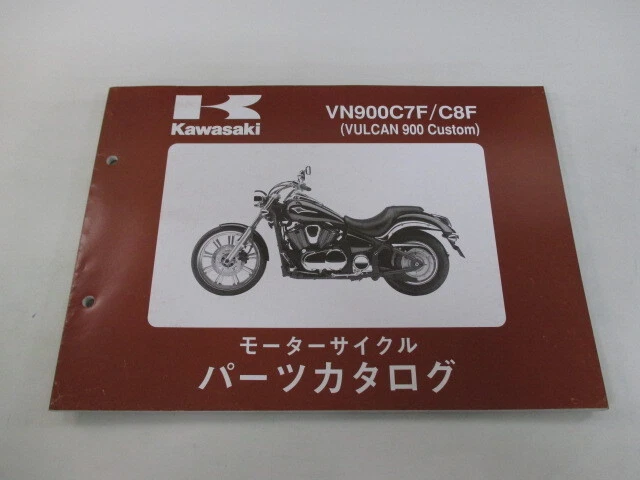 Kawasaki
VN900C7F/C8F
(VULCAN 900 Custom)
モーターサイクル
パーツカタログ